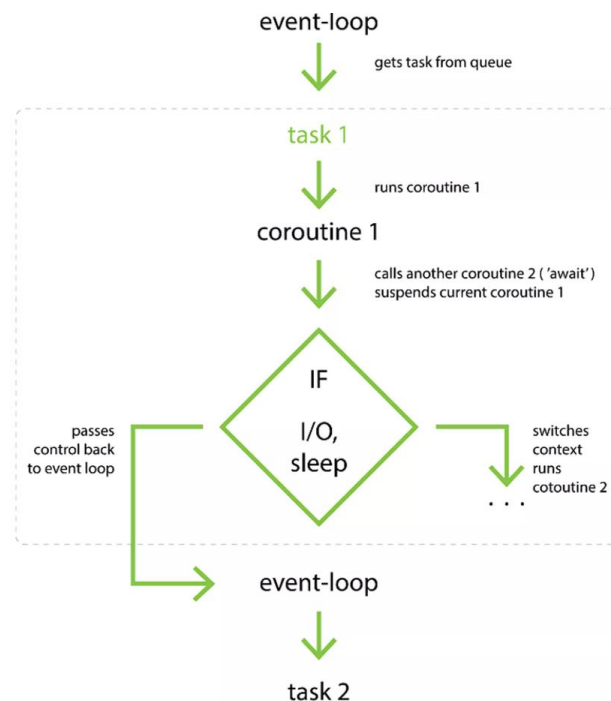 event-loop
gets task from queue
task 1
runs coroutine 1
coroutine 1
calls another coroutine 2 ( 'await')
suspends current coroutine 1
IF
I/O,
sleep
passes
control back
to event loop
switches
context
runs
cotoutine 2
. . .
event-loop
task 2